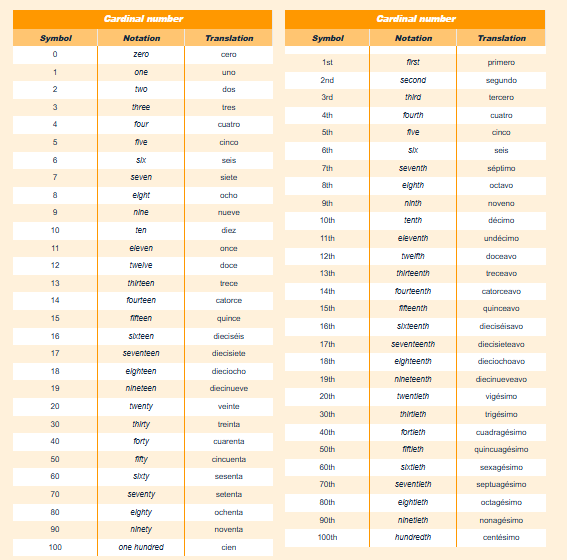 Cardinal number
Symbol Notation Translation
0 zero cero
1 one uno
2 two dos
3 three tres
4 four cuatro
5 five cinco
6 six seis
7 seven siete
8 eight ocho
9 nine nueve
10 ten diez
11 eleven once
12 twelve doce
13 thirteen trece
14 fourteen catorce
15 fifteen quince
16 sixteen dieciséis
17 seventeen diecisiete
18 eighteen dieciocho
19 nineteen diecinueve
20 twenty veinte
30 thirty treinta
40 forty cuarenta
50 fifty cincuenta
60 sixty sesenta
70 seventy setenta
80 eighty ochenta
90 ninety noventa
100 one hundred cien
Cardinal number
Symbol Notation Translation
1st first primero
2nd second segundo
3rd third tercero
4th fourth cuatro
5th five cinco
6th six seis
7th seventh séptimo
8th eighth octavo
9th ninth noveno
10th tenth décimo
11th eleventh undécimo
12th twelfth doceavo
13th thirteenth treceavo
14th fourteenth catorceavo
15th fifteenth quinceavo
16th sixteenth dieciséisavo
17th seventeenth diecisieteavo
18th eighteenth dieciochoavo
19th nineteenth diecinueveavo
20th twentieth vigésimo
30th thirtieth trigésimo
40th fortieth cuadragésimo
50th fiftieth quincuagésimo
60th sixtieth sexagésimo
70th seventieth septuagésimo
80th eightieth octagésimo
90th ninetieth nonagésimo
100th hundredth centésimo